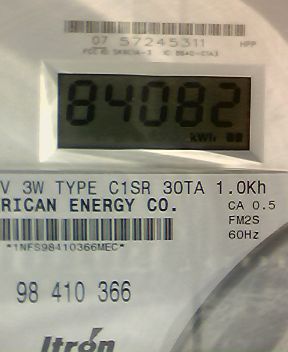 07 57245311 HPP
84082
kWh
V 3W TYPE C1SR 30TA 1.0Kh
RICAN ENERGY CO. CA 0.5
FM2S
60Hz
*1NFS98410366MEC*
98 410 366
Itron